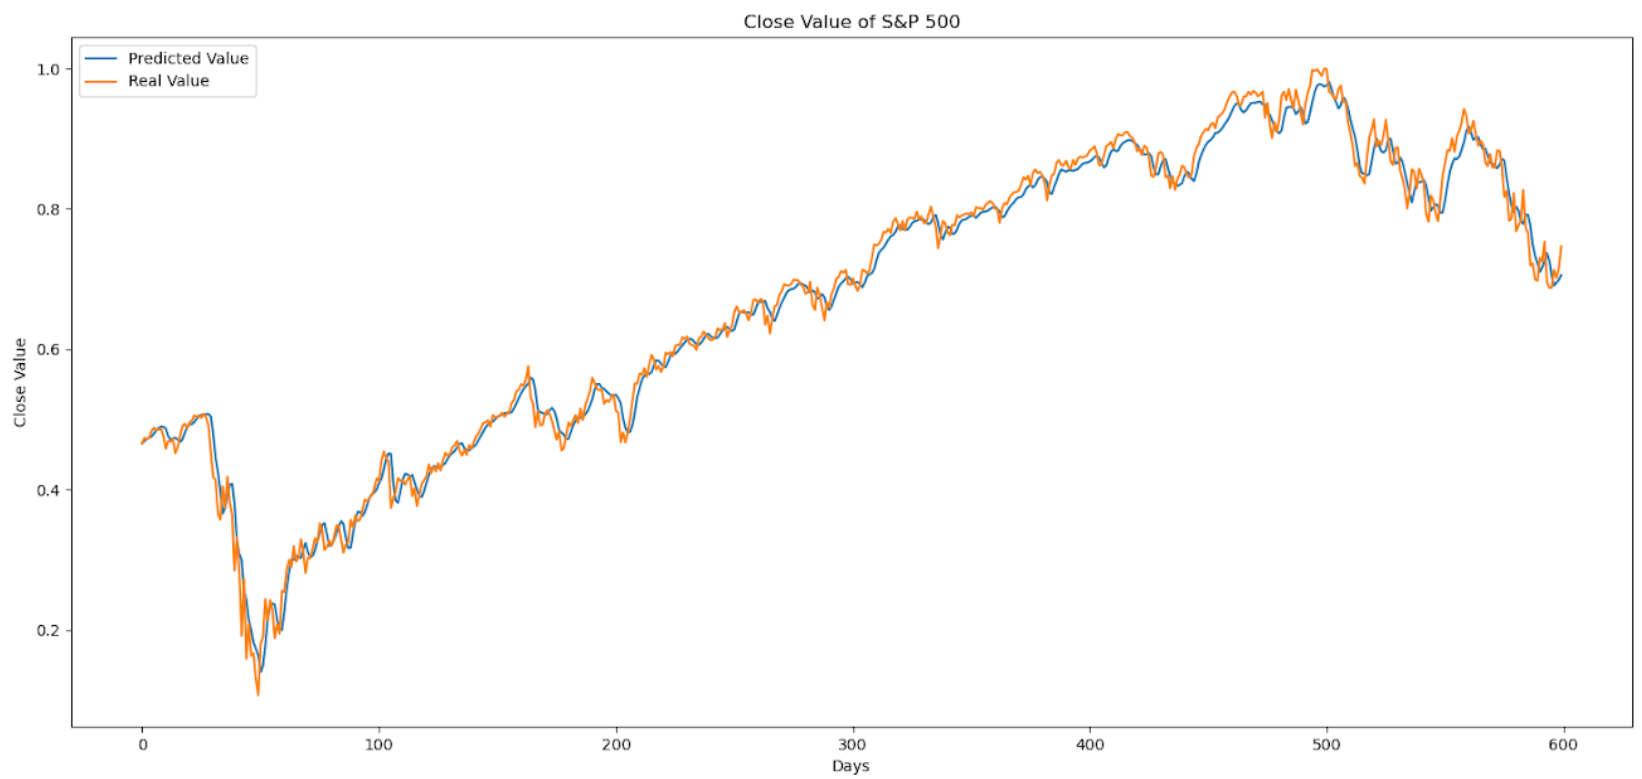 Close Value of S&P 500
Predicted Value
Real Value
1.0
0.8
0.6
0.4
0.2
Close Value
0 100 200 300 400 500 600
Days